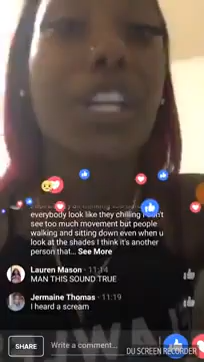 everybody look like they chilling I can't
see too much movement but people
walking and sitting down even when u
look at the shades I think it's another
person that... See More
Lauren Mason · 11:14
MAN THIS SOUND TRUE
Jermaine Thomas · 11:19
I heard a scream
SHARE
Write a comment...
DU SCREEN RECORDER